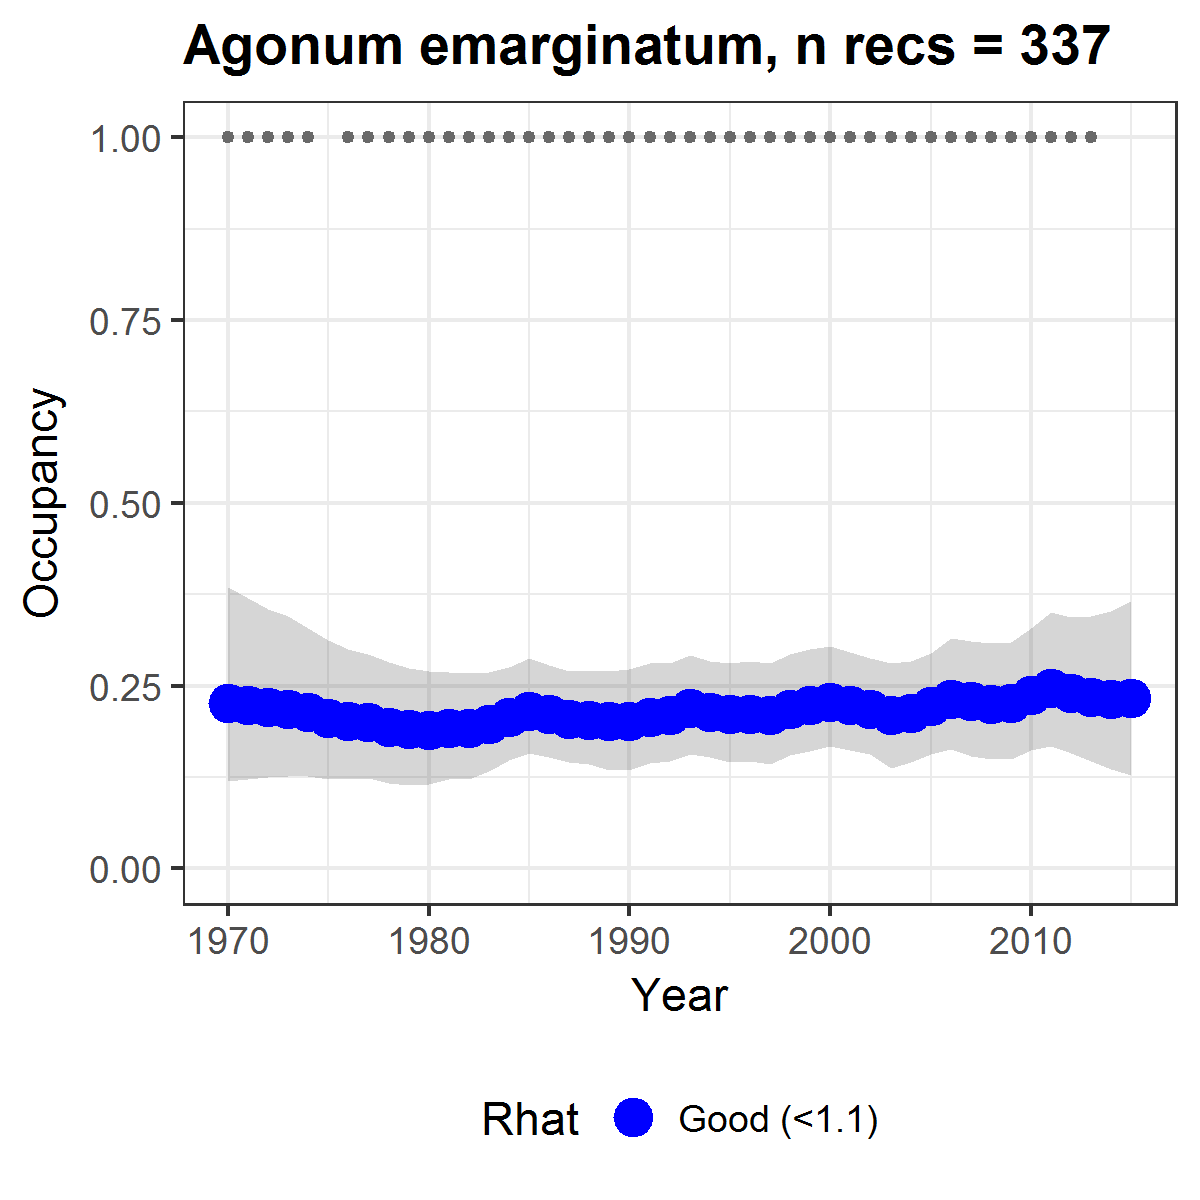 Agonum emarginatum, n recs = 337
1.00
0.75
0.50
0.25
0.00
Occupancy
1970 1980 1990 2000 2010
Year
Rhat Good (<1.1)